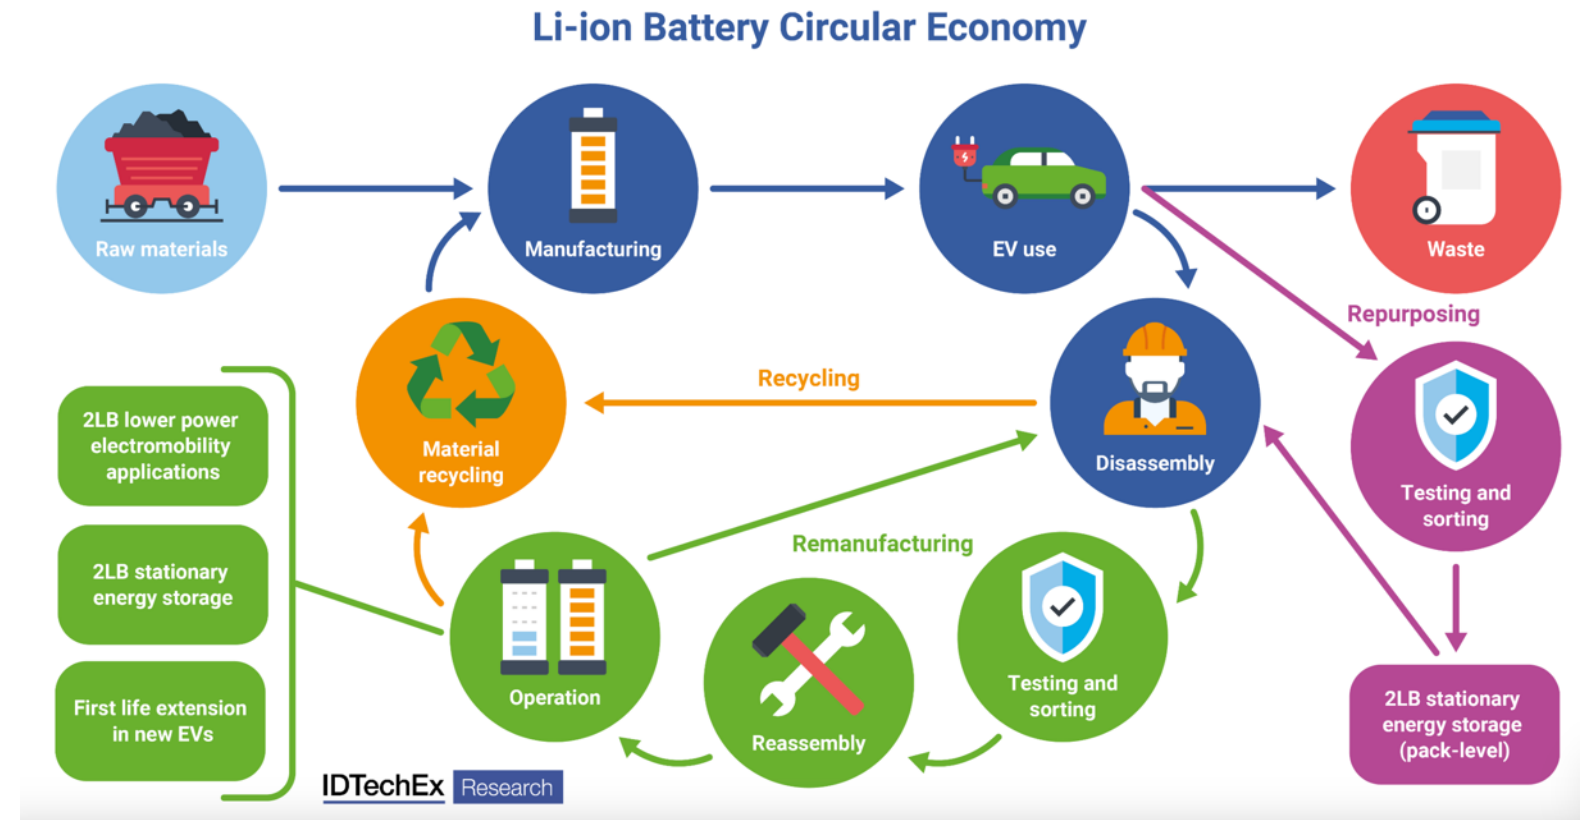 Li-ion Battery Circular Economy
Raw materials
Manufacturing
EV use
Waste
Repurposing
Recycling
Material
recycling
Disassembly
Testing and
sorting
2LB lower power
electromobility
applications
2LB stationary
energy storage
First life extension
in new EVs
Remanufacturing
Operation
Reassembly
Testing and
sorting
2LB stationary
energy storage
(pack-level)
IDTechEx Research